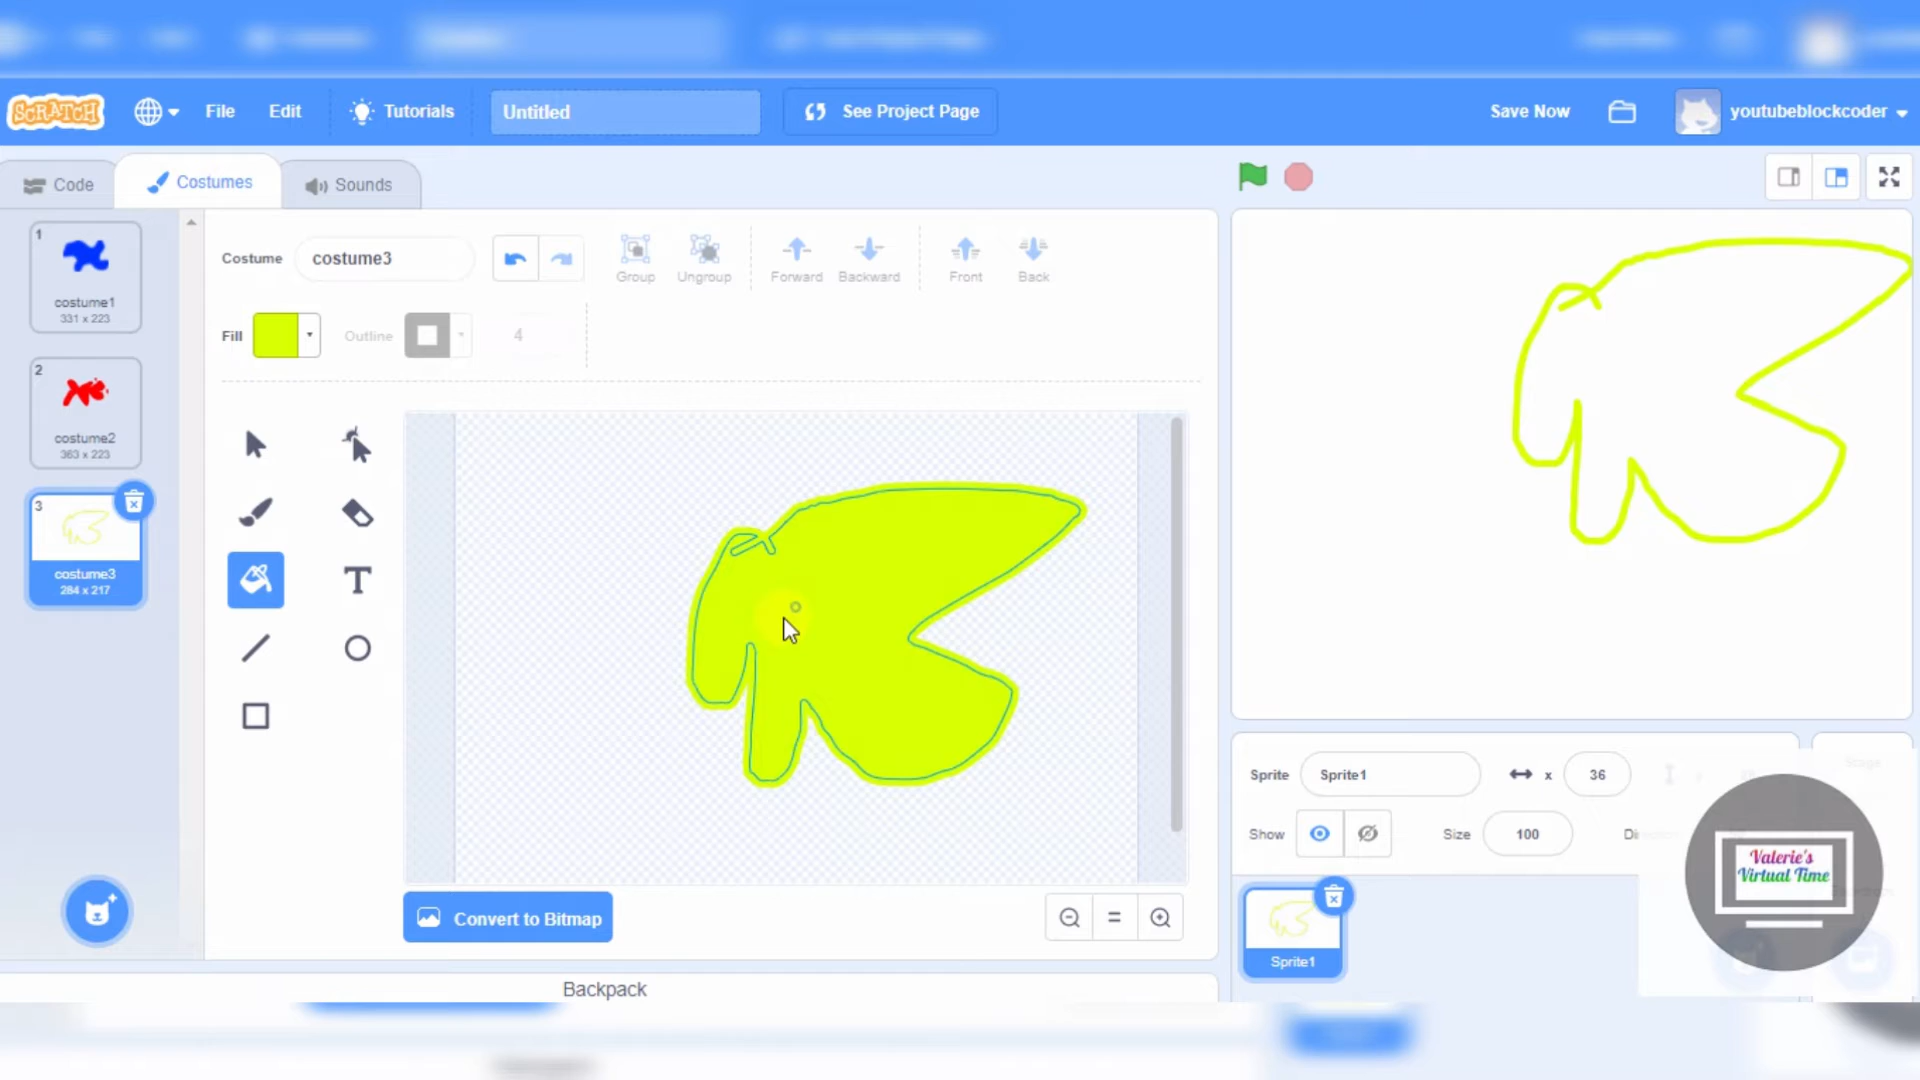 SCRATCH File Edit Tutorials Untitled See Project Page Save Now youtubeblockcoder
Code Costumes Sounds
1
costume1
331 x 223
2
costume2
363 x 223
3
costume3
284 x 217
Costume costume3
Group Ungroup Forward Backward Front Back
Fill Outline 4
T
Convert to Bitmap
Backpack
Sprite Sprite1 x 36
Show Size 100
Sprite1
Stage
Valerie's
Virtual Time